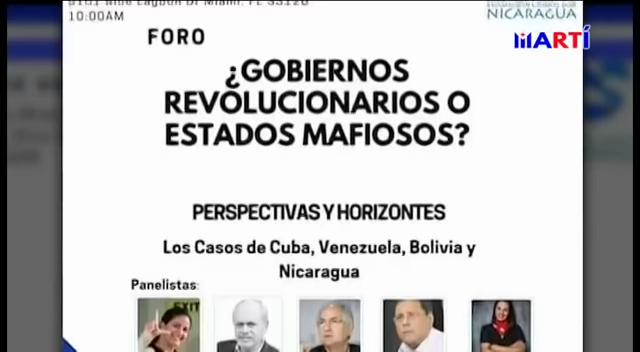 10:00AM
NICARAGUA
MARTÍ
FORO
¿GOBIERNOS
REVOLUCIONARIOS O
ESTADOS MAFIOSOS?
PERSPECTIVAS Y HORIZONTES
Los Casos de Cuba, Venezuela, Bolivia y
Nicaragua
Panelistas:
EXIT